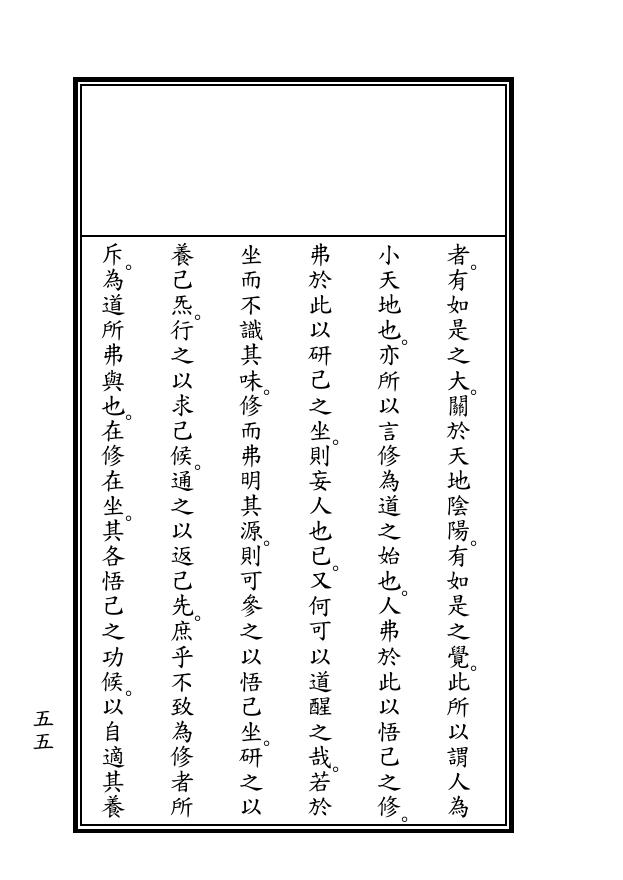 者。有如是之大。關於天地陰陽。有如是之覺。此所以謂人為
小天地也。亦所以言修為道之始也。人弗於此以悟己之修。
弗於此以研己之坐。則妄人也已。又何可以道醒之哉。若於
坐而不識其味。修而弗明其源。則可參之以悟己坐。研之以
養己炁。行之以求己候。通之以返己先。庶乎不致為修者所
斥。為道所弗與也。在修在坐。其各悟己之功候。以自適其養
五五